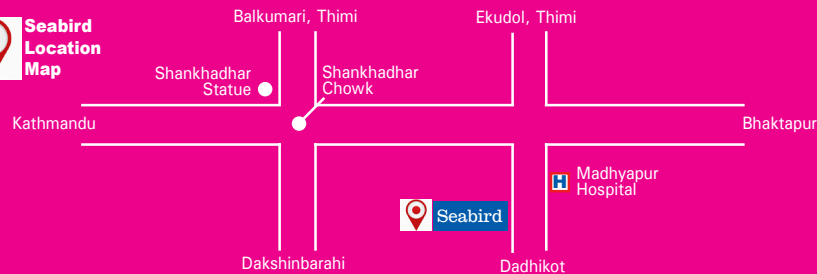 Seabird
Location
Map
Balkumari, Thimi
Ekudol, Thimi
Shankhadhar
Statue
Shankhadhar
Chowk
Kathmandu
Bhaktapur
H
Madhyapur
Hospital
Seabird
Dakshinbarahi
Dadhikot